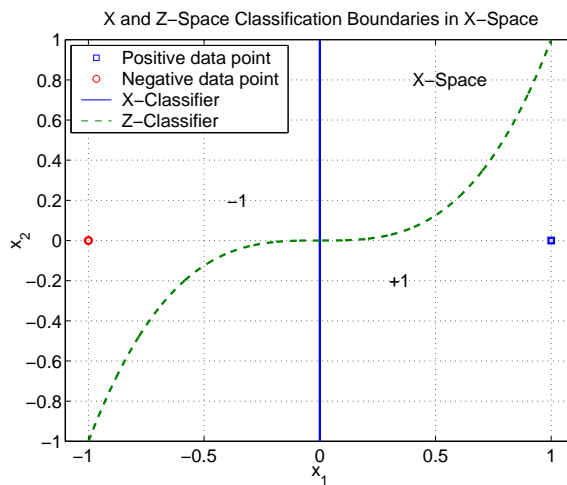 X and Z-Space Classification Boundaries in X-Space
Positive data point
Negative data point
X-Classifier
Z-Classifier
X-Space
-1
+1
1
0.8
0.6
0.4
0.2
0
-0.2
-0.4
-0.6
-0.8
-1
x_2
-1
-0.5
0
0.5
1
x_1